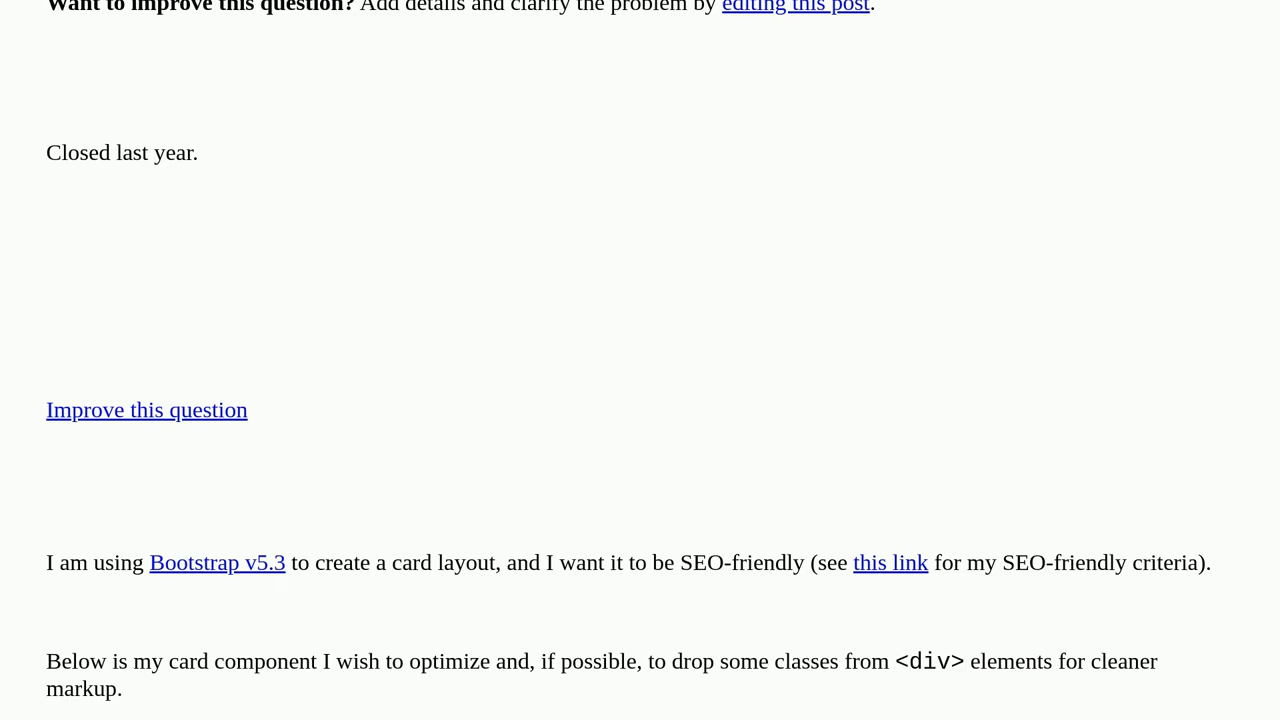 Want to improve this question? Add details and clarify the problem by editing this post.
Closed last year.
Improve this question
I am using Bootstrap v5.3 to create a card layout, and I want it to be SEO-friendly (see this link for my SEO-friendly criteria).
Below is my card component I wish to optimize and, if possible, to drop some classes from <div> elements for cleaner
markup.